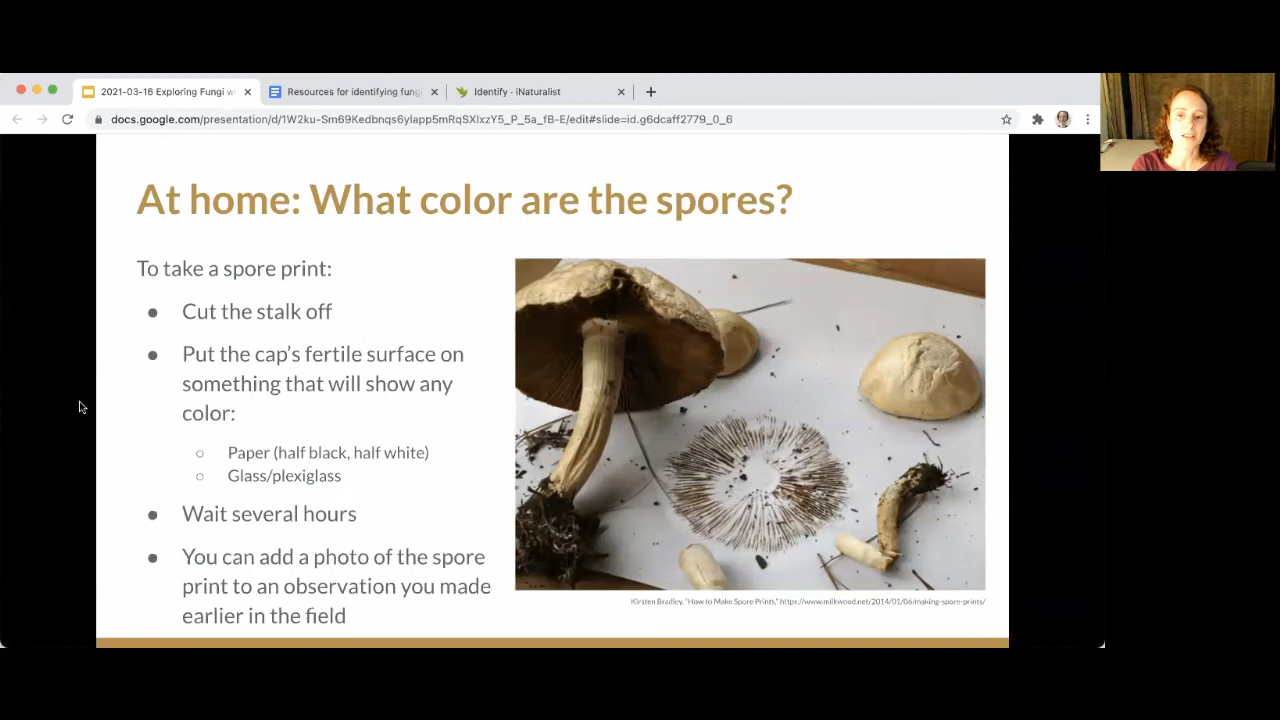 2021-03-16 Exploring Fungi w
Resources for identifying fung
Identify · iNaturalist
docs.google.com/presentation/d/1W2ku-Sm69Kedbnqs6yIapp5mRqSXIxzY5_P_5a_fB-E/edit#slide=id.g6dcaff2779_0_6
At home: What color are the spores?
To take a spore print:
● Cut the stalk off
● Put the cap's fertile surface on
something that will show any
color:
○ Paper (half black, half white)
○ Glass/plexiglass
● Wait several hours
● You can add a photo of the spore
print to an observation you made
earlier in the field
Kirsten Bradley, "How to Make Spore Prints," https://www.milkwood.net/2014/01/06/making-spore-prints/